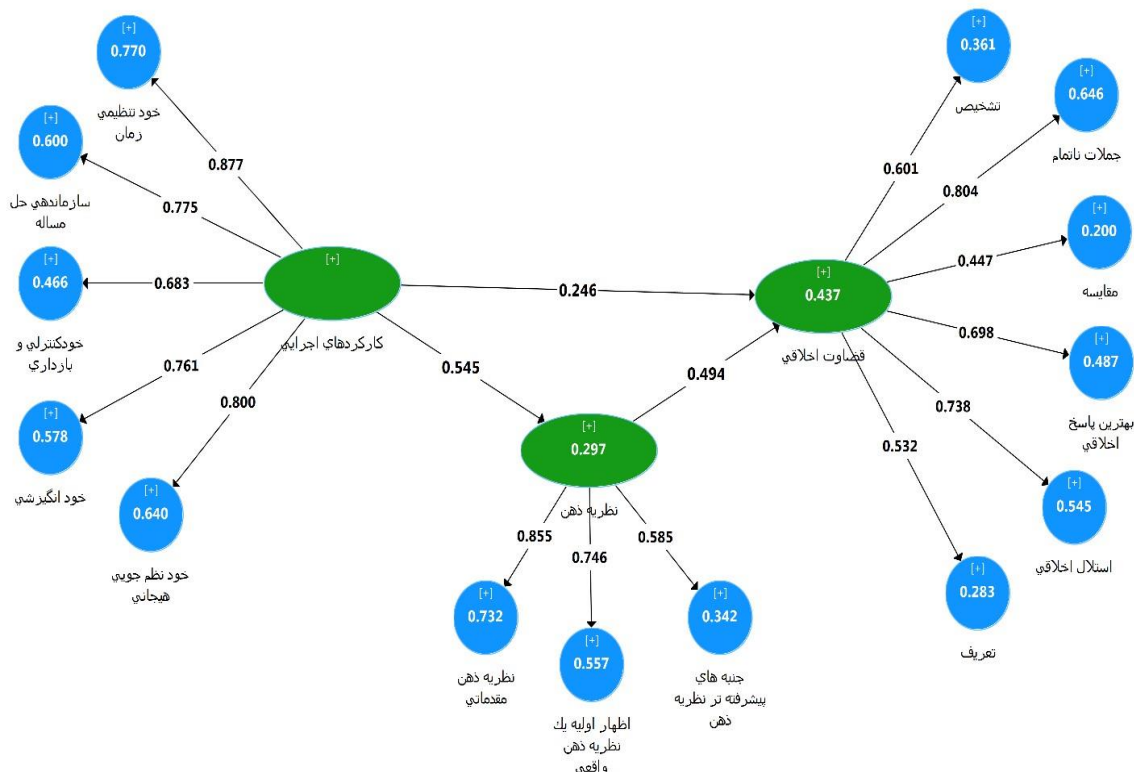 [+]
0.770
خود تنظيمي
زمان
[+]
0.600
سازماندهي حل
مساله
[+]
0.466
خودكنترلي و
بازداري
[+]
0.578
خود انگيزشي
[+]
0.640
خود نظم جويي
هيجاني
0.877
0.775
0.683
0.761
0.800
[+]
كاركردهاي اجرايي
0.246
0.545
0.494
[+]
0.297
نظريه ذهن
0.855
0.746
0.585
[+]
0.732
نظريه ذهن
مقدماتي
[+]
0.557
اظهار اوليه يك
نظريه ذهن
واقعي
[+]
0.342
جنبه هاي
پيشرفته تر نظريه
ذهن
[+]
0.437
قضاوت اخلاقي
0.601
0.804
0.447
0.698
0.738
0.532
[+]
0.361
تشخيص
[+]
0.646
جملات ناتمام
[+]
0.200
مقايسه
[+]
0.487
بهترين پاسخ
اخلاقي
[+]
0.545
استلال اخلاقي
[+]
0.283
تعريف